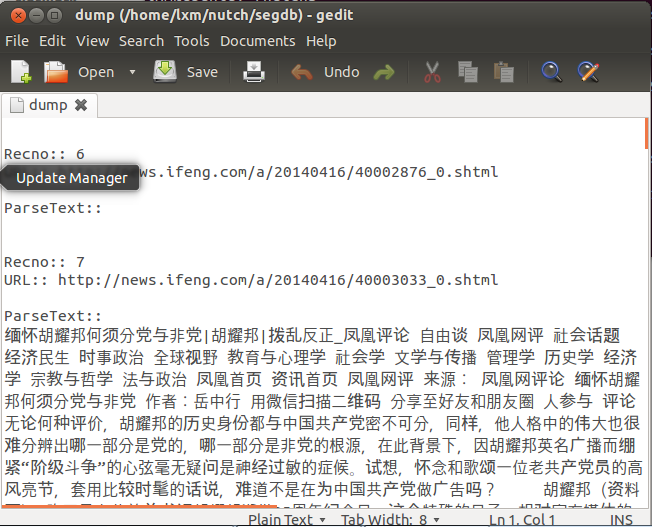 dump (/home/lxm/nutch/segdb) - gedit
File Edit View Search Tools Documents Help
Open Save Undo
dump
Recno:: 6
Update Manager
ws.ifeng.com/a/20140416/40002876_0.shtml
ParseText::
Recno:: 7
URL:: http://news.ifeng.com/a/20140416/40003033_0.shtml
ParseText::
缅怀胡耀邦何须分党与非党|胡耀邦|拨乱反正_凤凰评论 自由谈 凤凰网评 社会话题
经济民生 时事政治 全球视野 教育与心理学 社会学 文学与传播 管理学 历史学 经济
学 宗教与哲学 法与政治 凤凰首页 资讯首页 凤凰网评 来源： 凤凰网评论 缅怀胡耀
邦何须分党与非党 作者：岳中行 用微信扫描二维码 分享至好友和朋友圈 人参与 评论
无论何种评价，胡耀邦的历史身份都与中国共产党密不可分，同样，他人格中的伟大也很
难分辨出哪一部分是党的，哪一部分是非党的根源，在此背景下，因胡耀邦英名广播而绷
紧“阶级斗争”的心弦毫无疑问是神经过敏的症候。试想，怀念和歌颂一位老共产党员的高
风亮节，套用比较时髦的话说，难道不是在为中国共产党做广告吗？ 胡耀邦（资料
Plain Text Tab Width: 8 Ln 1, Col 1 INS